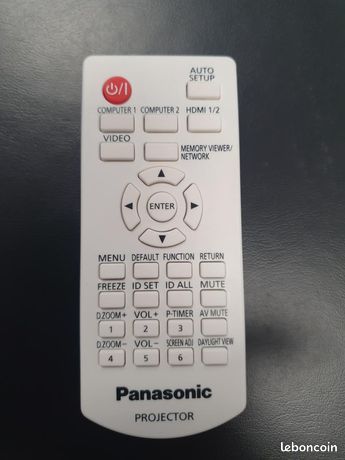 AUTO
SETUP
COMPUTER 1 COMPUTER 2 HDMI 1/2
VIDEO
MEMORY VIEWER/
NETWORK
ENTER
MENU DEFAULT FUNCTION RETURN
FREEZE ID SET ID ALL MUTE
D.ZOOM+ VOL+ P-TIMER AV MUTE
1 2 3
D.ZOOM- VOL- SCREEN ADJ DAYLIGHT VIEW
4 5 6
Panasonic
PROJECTOR
leboncoin